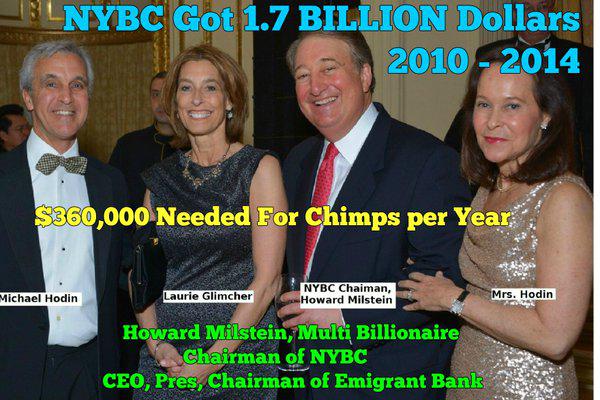 NYBC Got 1.7 BILLION Dollars
2010 - 2014
$360,000 Needed For Chimps per Year
Michael Hodin
Laurie Glimcher
NYBC Chaiman,
Howard Milstein
Mrs. Hodin
Howard Milstein, Multi Billionaire
Chairman of NYBC
CEO, Pres, Chairman of Emigrant Bank